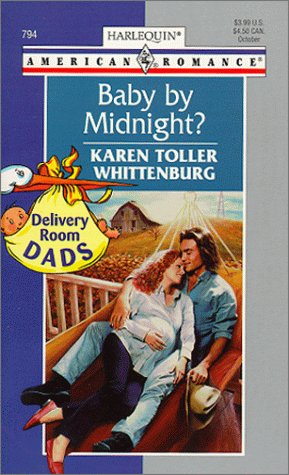 794
HARLEQUIN®
$3.99 U.S.
$4.50 CAN.
October
AMERICAN ROMANCE®
Baby by
Midnight?
KAREN TOLLER
WHITTENBURG
Delivery
Room
DADS